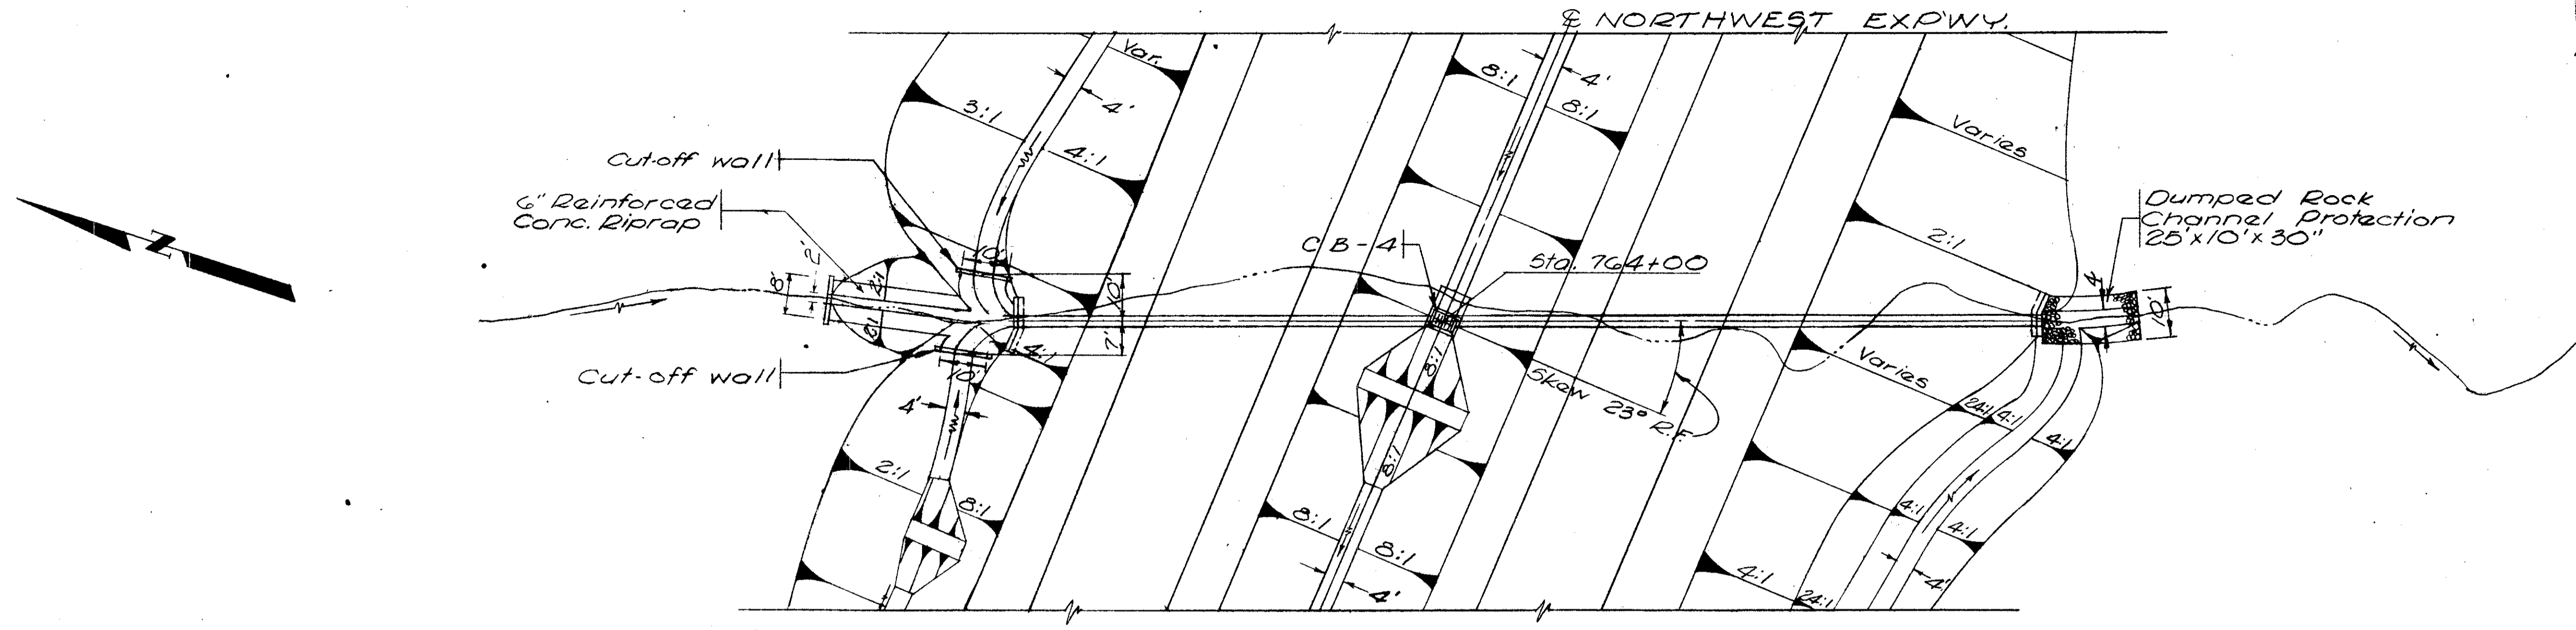 ℄ NORTHWEST EXP'WY.
Var.
8:1
4'
3:1
4'
8:1
Varies
Cut-off wall
4:1
6" Reinforced
Conc. Riprap
Dumped Rock
Channel Protection
25'x10'x30"
N
2:1
C B-4
10'
Sta. 764+00
2'
8'
2:1
10'
4'
10'
2:1
7'
4:1
Varies
8:1
Cut-off wall
10'
Skew 23° R.F.
4'
24:1
4:1
4:1
2:1
8:1
8:1
4:1
8:1
4:1
8:1
4:1
4'
4'
24:1